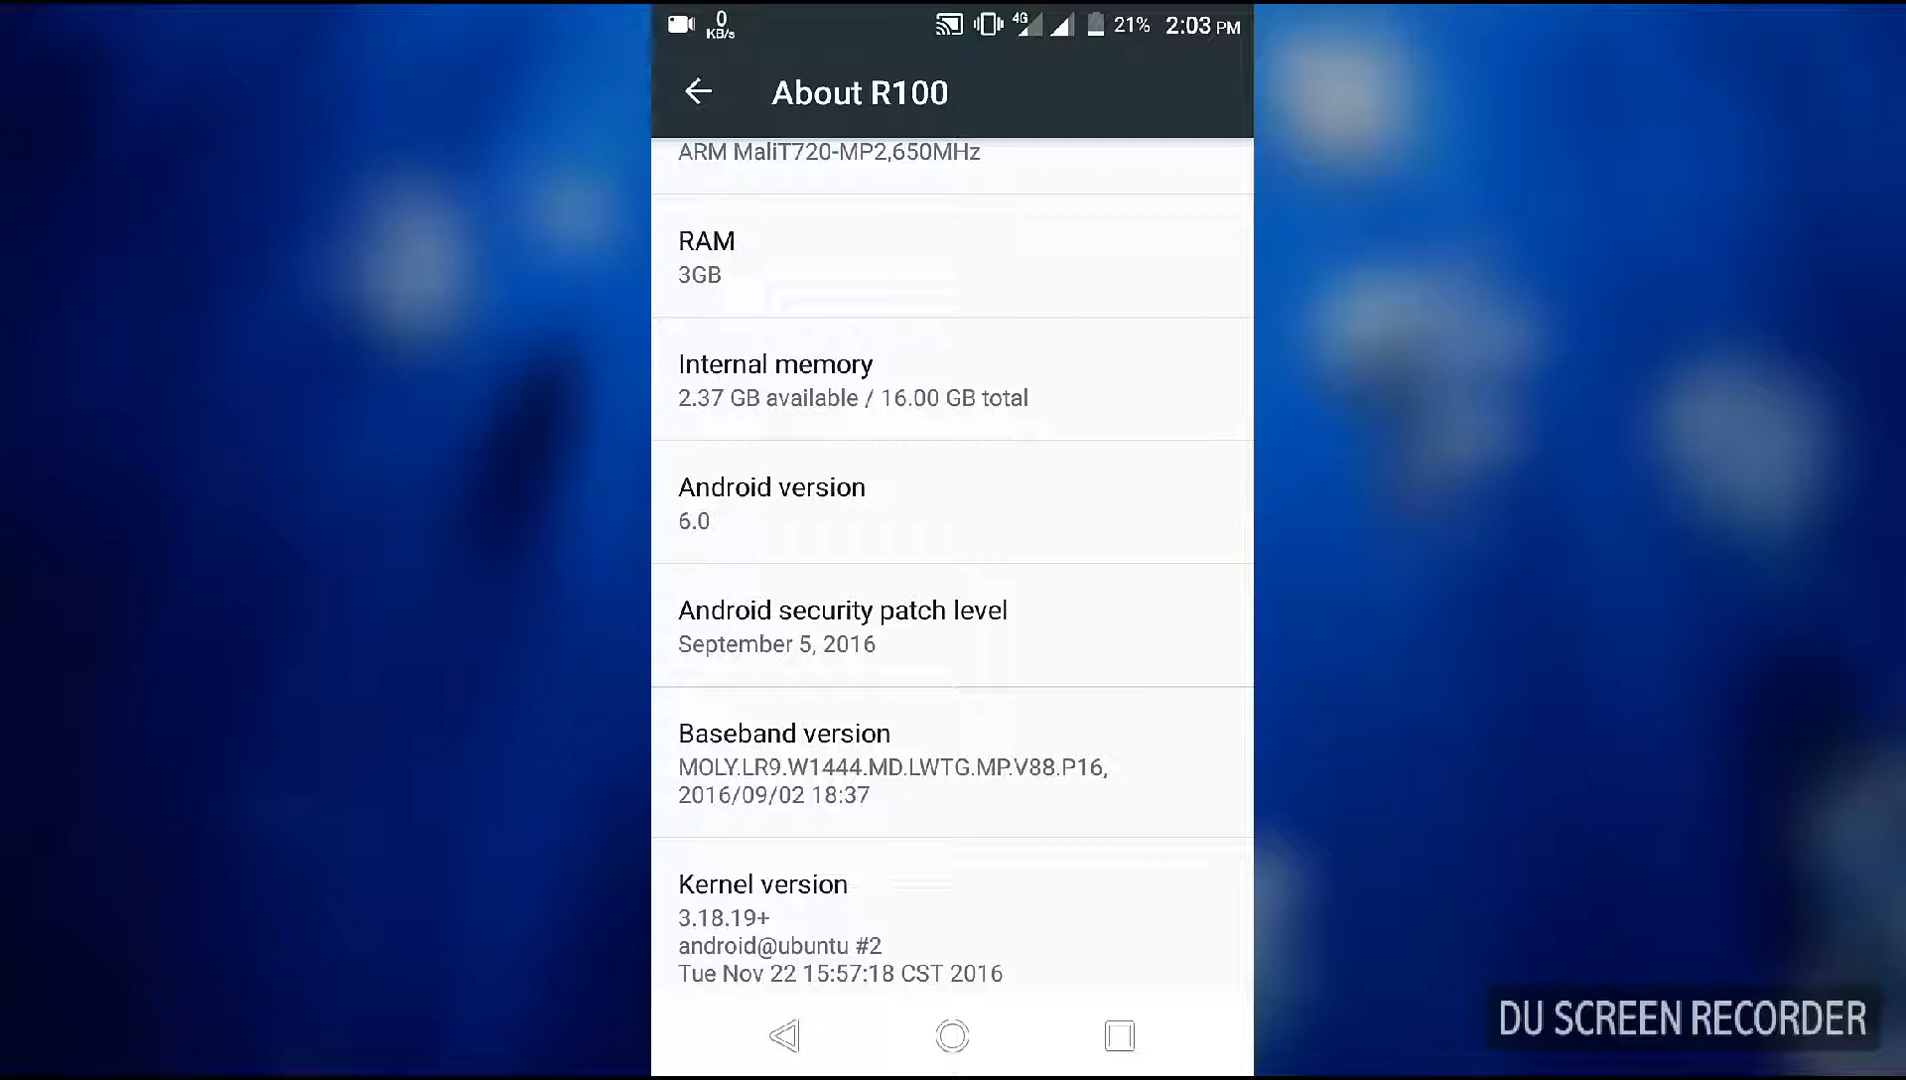 0
KB/s
4G
21%
2:03 PM
About R100
ARM MaliT720-MP2,650MHz
RAM
3GB
Internal memory
2.37 GB available / 16.00 GB total
Android version
6.0
Android security patch level
September 5, 2016
Baseband version
MOLY.LR9.W1444.MD.LWTG.MP.V88.P16,
2016/09/02 18:37
Kernel version
3.18.19+
android@ubuntu #2
Tue Nov 22 15:57:18 CST 2016
DU SCREEN RECORDER